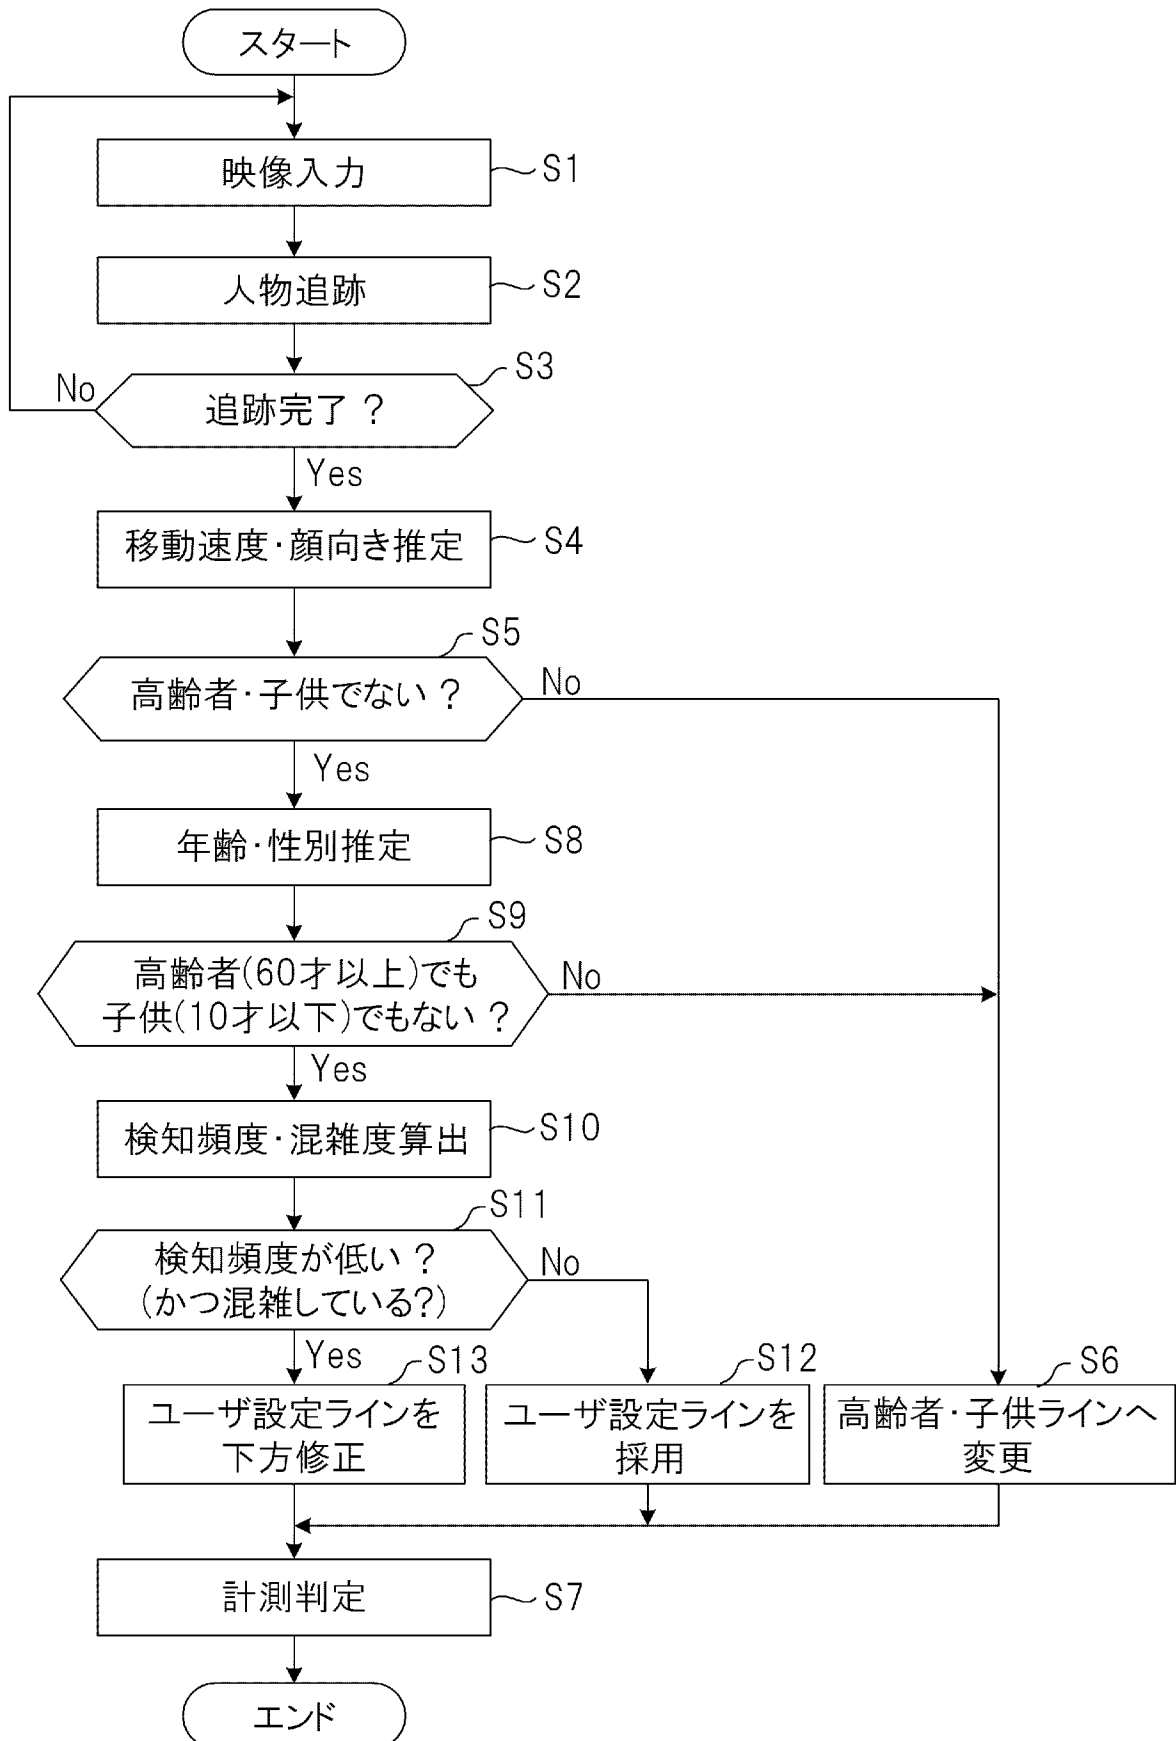 スタート
映像入力
S1
人物追跡
S2
S3
No
追跡完了？
Yes
移動速度・顔向き推定
S4
S5
高齢者・子供でない？
No
Yes
年齢・性別推定
S8
S9
高齢者(60才以上)でも
子供(10才以下)でもない？
No
Yes
検知頻度・混雑度算出
S10
S11
検知頻度が低い？
(かつ混雑している?)
No
Yes
S13
ユーザ設定ラインを
下方修正
S12
ユーザ設定ラインを
採用
S6
高齢者・子供ラインへ
変更
計測判定
S7
エンド